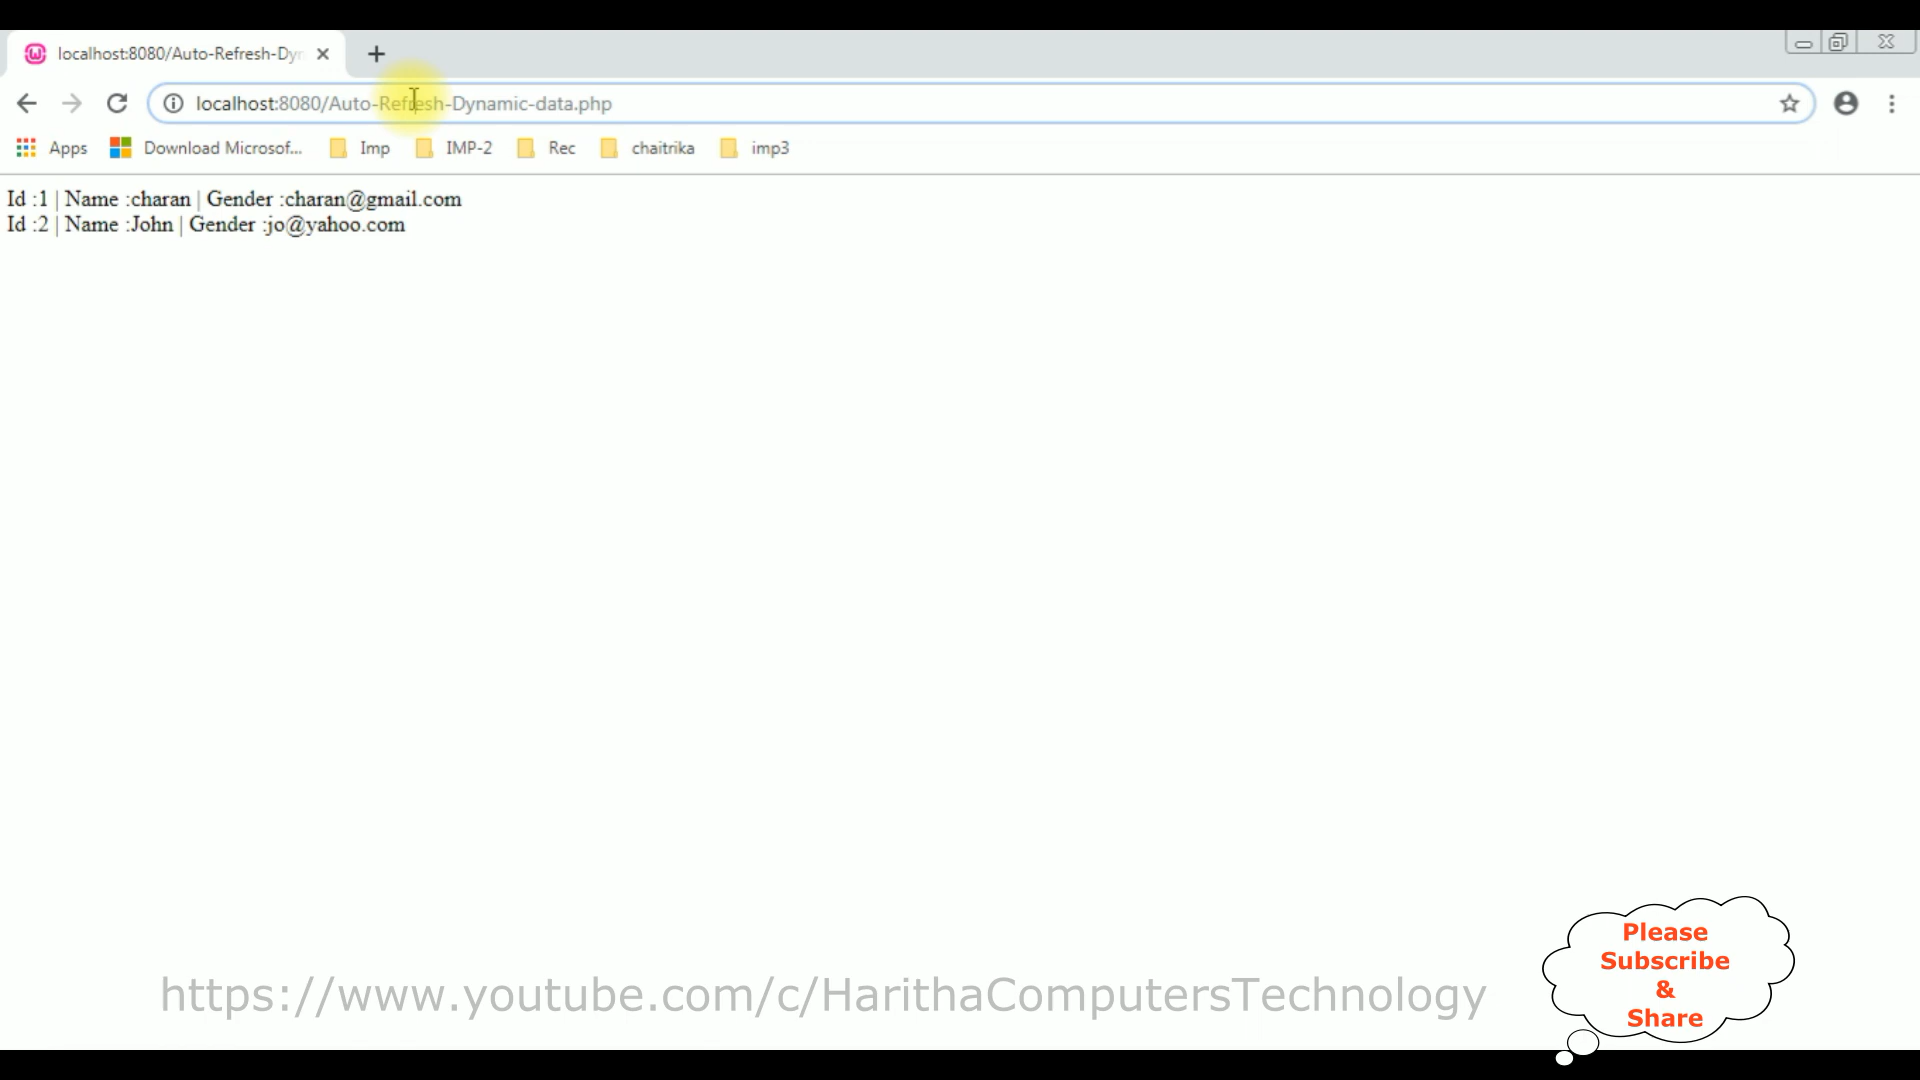 localhost:8080/Auto-Refresh-Dyn
localhost:8080/Auto-Refresh-Dynamic-data.php
Apps Download Microsof... Imp IMP-2 Rec chaitrika imp3
Id :1 | Name :charan | Gender :charan@gmail.com
Id :2 | Name :John | Gender :jo@yahoo.com
https://www.youtube.com/c/HarithaComputersTechnology
Please
Subscribe
&
Share